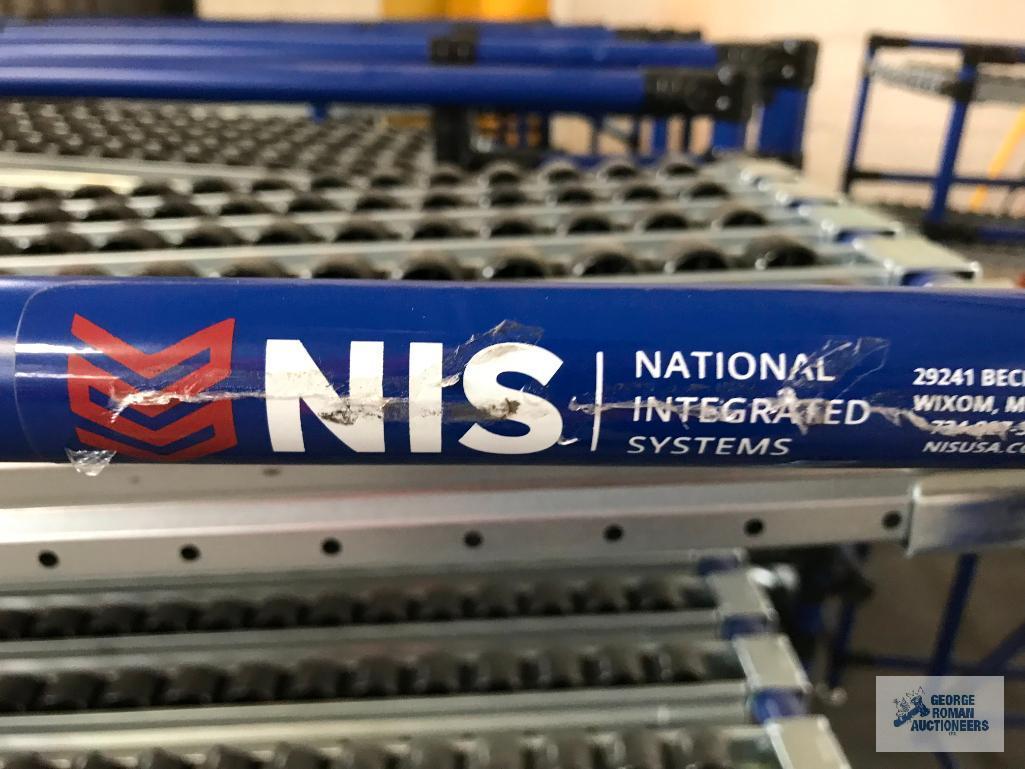 NIS
NATIONAL
INTEGRATED
SYSTEMS
29241
WIXOM,
GEORGE
ROMAN
AUCTIONEERS